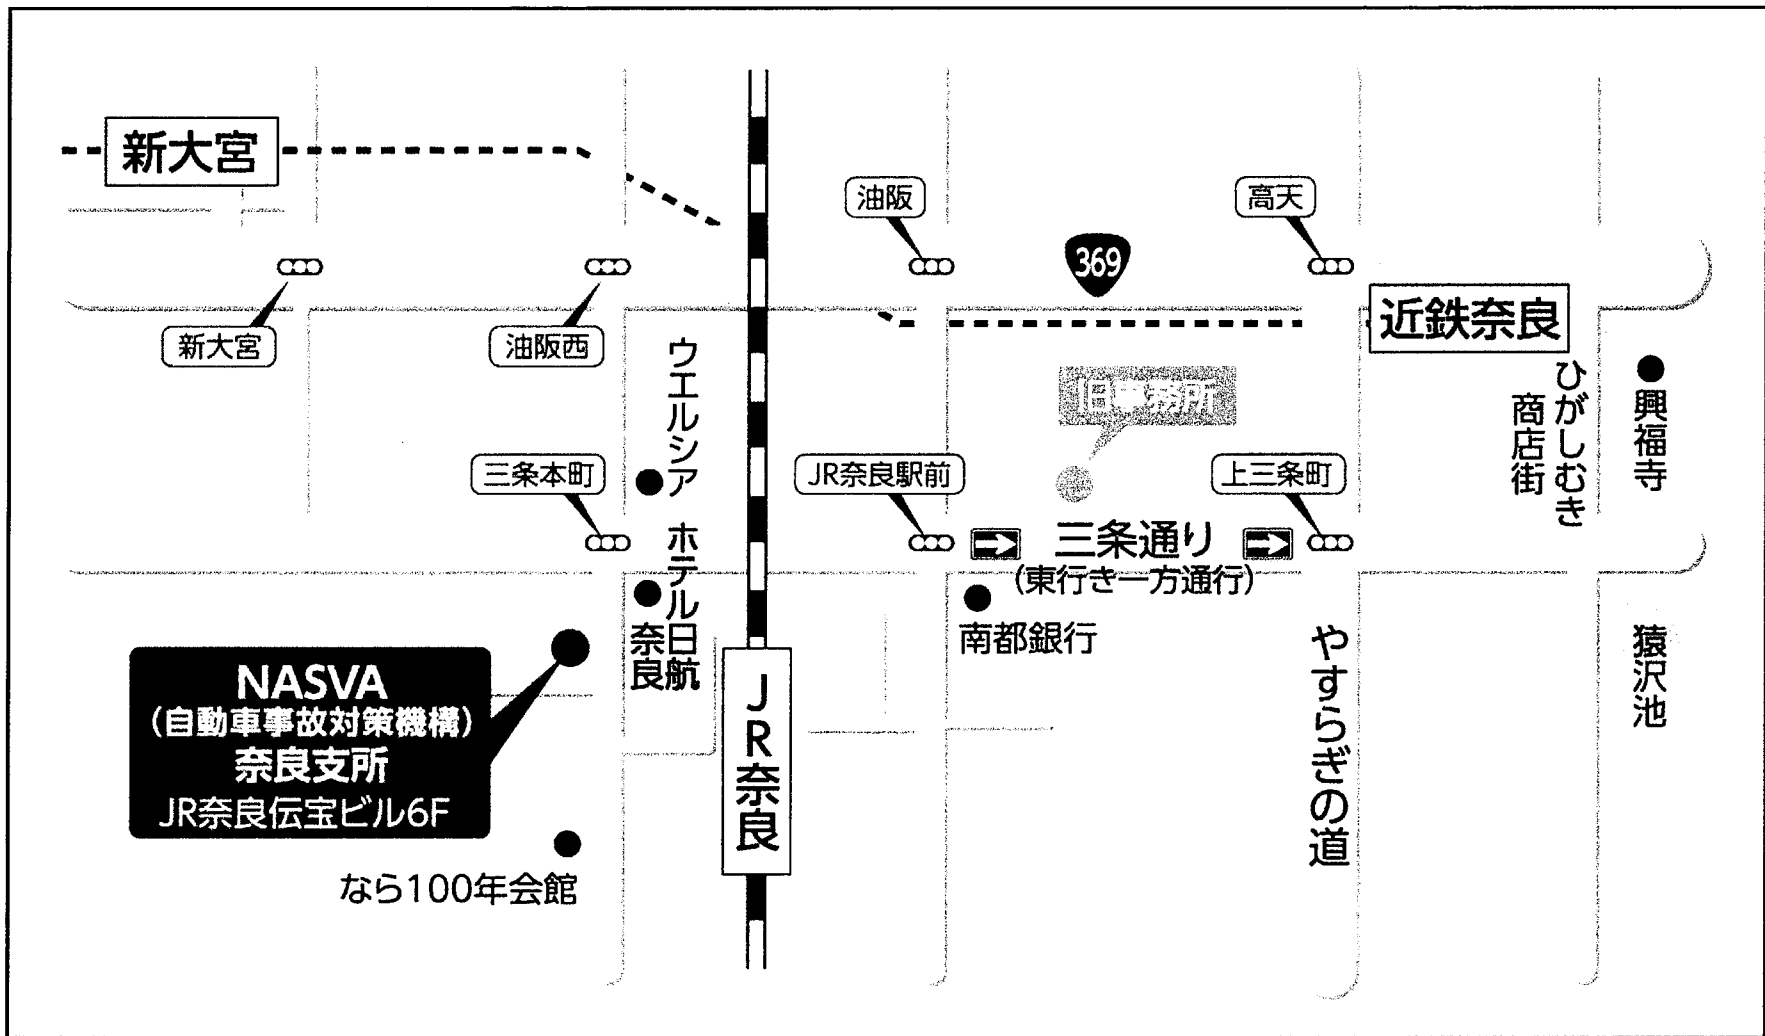 新大宮
油阪
高天
369
新大宮
油阪西
近鉄奈良
ウエルシア
旧事務所
ひがしむき
商店街
興福寺
三条本町
JR奈良駅前
上三条町
三条通り
(東行き一方通行)
ホテル日航
奈良
南都銀行
NASVA
(自動車事故対策機構)
奈良支所
JR奈良伝宝ビル6F
JR奈良
やすらぎの道
猿沢池
なら100年会館